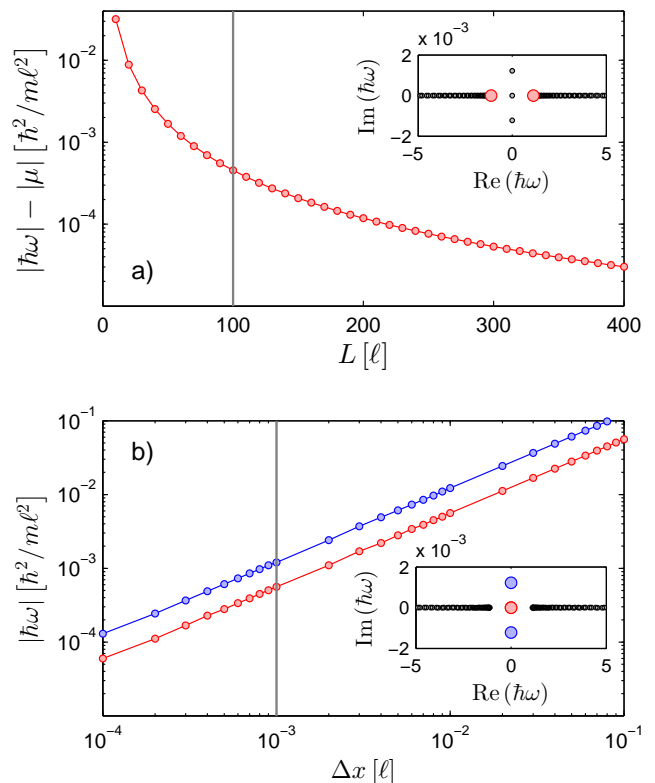 a)
|ħω| − |μ| [ħ²/mℓ²]
10⁻²
10⁻³
10⁻⁴
0 100 200 300 400
L [ℓ]
x 10⁻³
Im (ħω)
2
0
−2
−5 0 5
Re (ħω)
b)
|ħω| [ħ²/mℓ²]
10⁻¹
10⁻²
10⁻³
10⁻⁴
10⁻⁴ 10⁻³ 10⁻² 10⁻¹
Δx [ℓ]
x 10⁻³
Im (ħω)
2
0
−2
−5 0 5
Re (ħω)